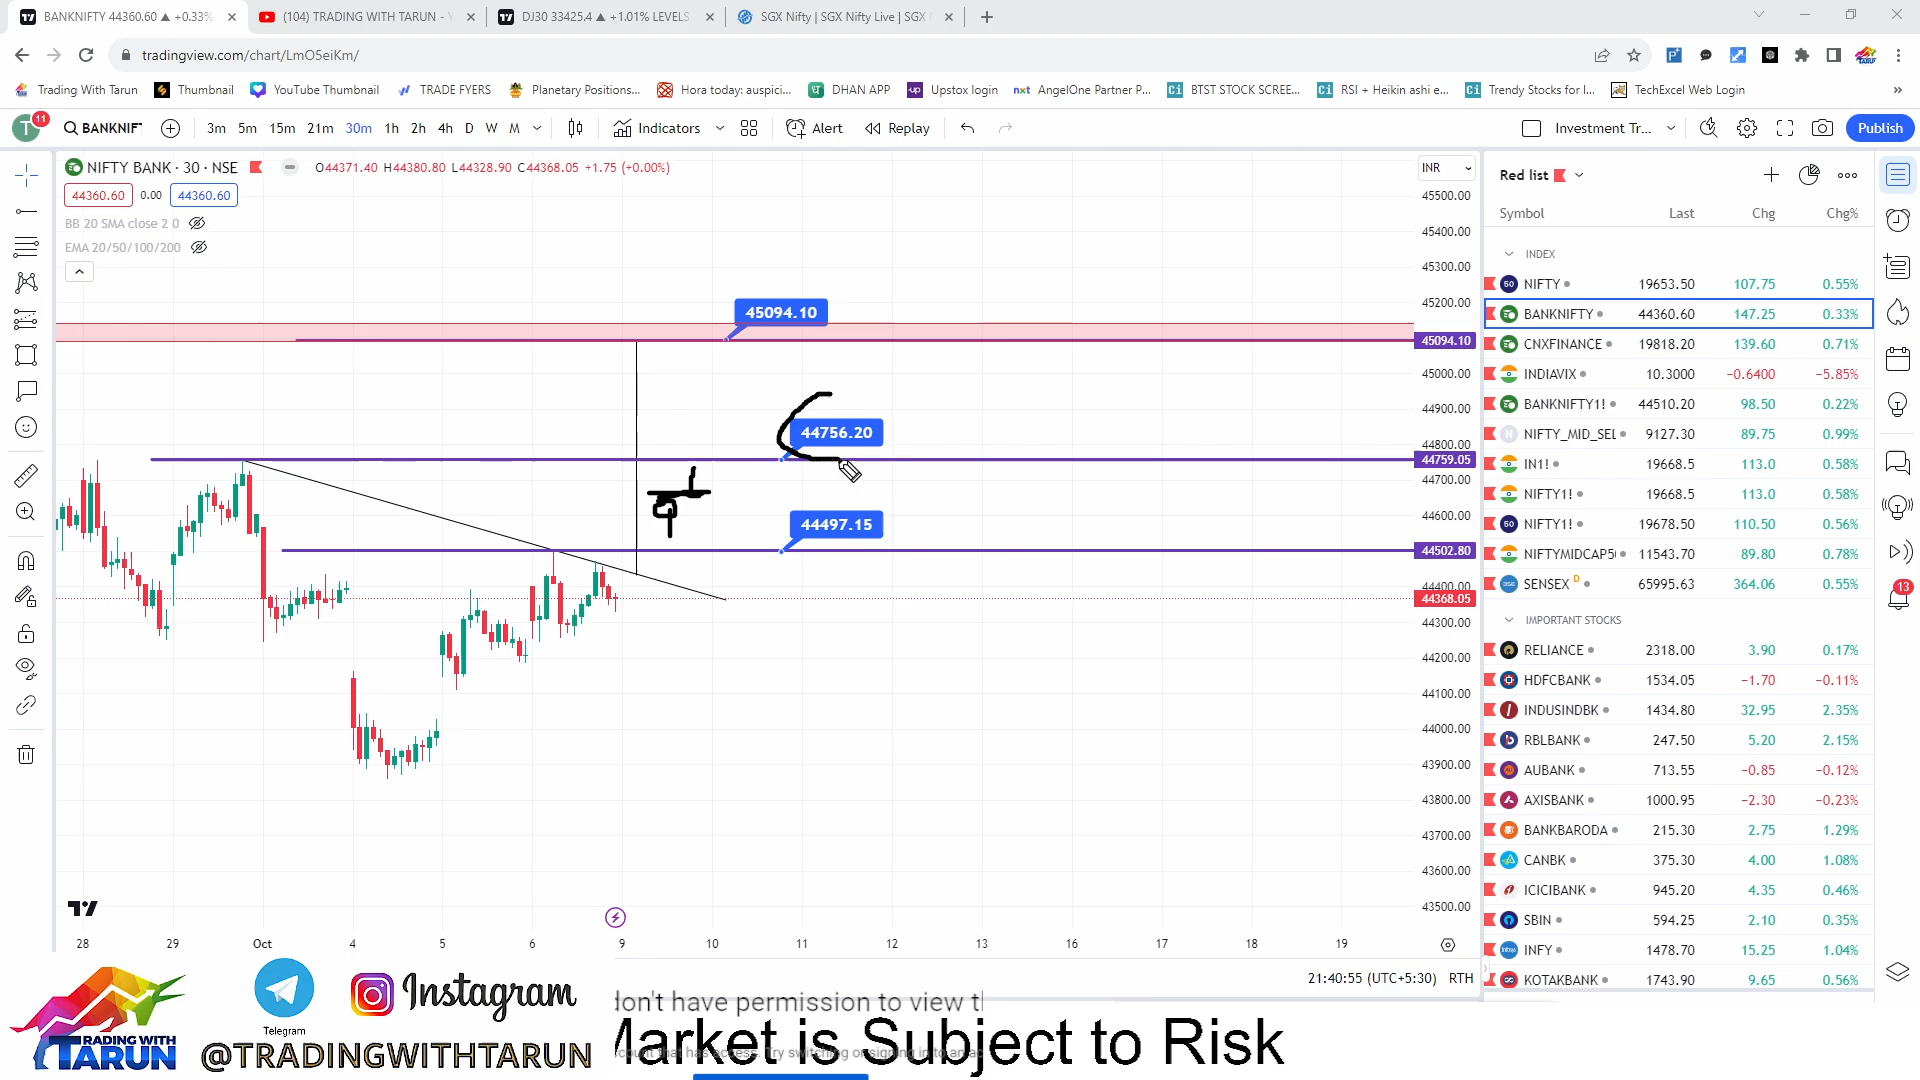 BANKNIFTY 44360.60 ▲ +0.33%
(104) TRADING WITH TARUN - Y
DJ30 33425.4 ▲ +1.01% LEVELS
SGX Nifty | SGX Nifty Live | SGX
tradingview.com/chart/LmO5eiKm/
Trading With Tarun
Thumbnail
YouTube Thumbnail
TRADE FYERS
Planetary Positions...
Hora today: auspici...
DHAN APP
Upstox login
AngelOne Partner P...
BTST STOCK SCREE...
RSI + Heikin ashi e...
Trendy Stocks for I...
TechExcel Web Login
T
11
BANKNIFT
3m 5m 15m 21m 30m 1h 2h 4h D W M
Indicators
Alert
Replay
Investment Tr...
Publish
NIFTY BANK · 30 · NSE
O44371.40 H44380.80 L44328.90 C44368.05 +1.75 (+0.00%)
44360.60 0.00 44360.60
BB 20 SMA close 2 0
EMA 20/50/100/200
INR
45500.00
45400.00
45300.00
45200.00
45094.10
45000.00
44900.00
44800.00
44759.05
44700.00
44600.00
44502.80
44400.00
44368.05
44300.00
44200.00
44100.00
44000.00
43900.00
43800.00
43700.00
43600.00
43500.00
45094.10
44756.20
44497.15
28 29 Oct 4 5 6 9 10 11 12 13 16 17 18 19
21:40:55 (UTC+5:30) RTH
Red list
Symbol Last Chg Chg%
INDEX
NIFTY 19653.50 107.75 0.55%
BANKNIFTY 44360.60 147.25 0.33%
CNXFINANCE 19818.20 139.60 0.71%
INDIAVIX 10.3000 −0.6400 −5.85%
BANKNIFTY1! 44510.20 98.50 0.22%
NIFTY_MID_SEL 9127.30 89.75 0.99%
IN1! 19668.5 113.0 0.58%
NIFTY1! 19668.5 113.0 0.58%
NIFTY1! 19678.50 110.50 0.56%
NIFTYMIDCAP5 11543.70 89.80 0.78%
SENSEX D 65995.63 364.06 0.55%
IMPORTANT STOCKS
RELIANCE 2318.00 3.90 0.17%
HDFCBANK 1534.05 −1.70 −0.11%
INDUSINDBK 1434.80 32.95 2.35%
RBLBANK 247.50 5.20 2.15%
AUBANK 713.55 −0.85 −0.12%
AXISBANK 1000.95 −2.30 −0.23%
BANKBARODA 215.30 2.75 1.29%
CANBK 375.30 4.00 1.08%
ICICIBANK 945.20 4.35 0.46%
SBIN 594.25 2.10 0.35%
INFY 1478.70 15.25 1.04%
KOTAKBANK 1743.90 9.65 0.56%
13
TRADING WITH
TARUN
Telegram
Instagram
@TRADINGWITHTARUN
don't have permission to view t
Market is Subject to Risk